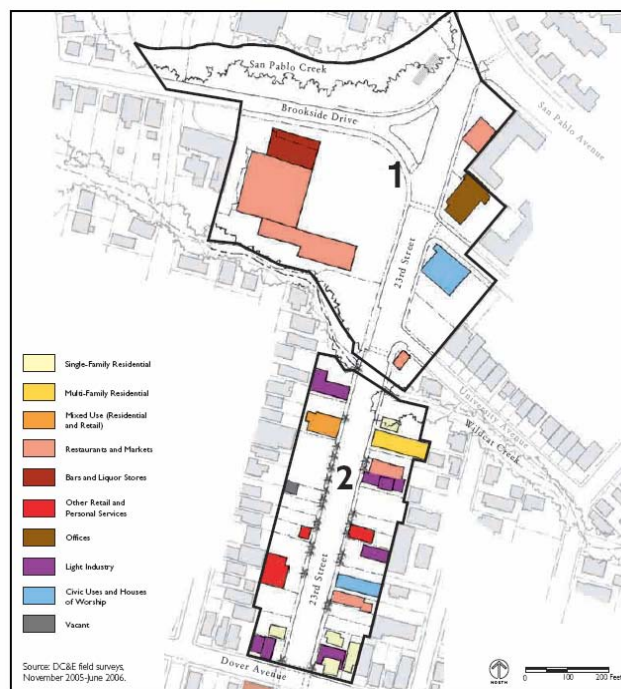 San Pablo Creek
Brookside Drive
San Pablo Avenue
1
23rd Street
University Avenue
Wildcat Creek
2
23rd Street
Dover Avenue
Single-Family Residential
Multi-Family Residential
Mixed Use (Residential
and Retail)
Restaurants and Markets
Bars and Liquor Stores
Other Retail and
Personal Services
Offices
Light Industry
Civic Uses and Houses
of Worship
Vacant
Source: DC&E field surveys,
November 2005-June 2006.
NORTH
0 100 200 Feet